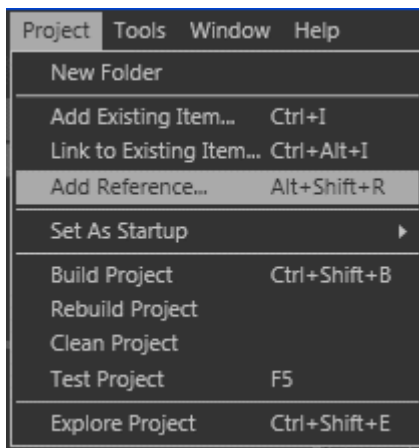 Project Tools Window Help
New Folder
Add Existing Item... Ctrl+I
Link to Existing Item... Ctrl+Alt+I
Add Reference... Alt+Shift+R
Set As Startup
Build Project Ctrl+Shift+B
Rebuild Project
Clean Project
Test Project F5
Explore Project Ctrl+Shift+E